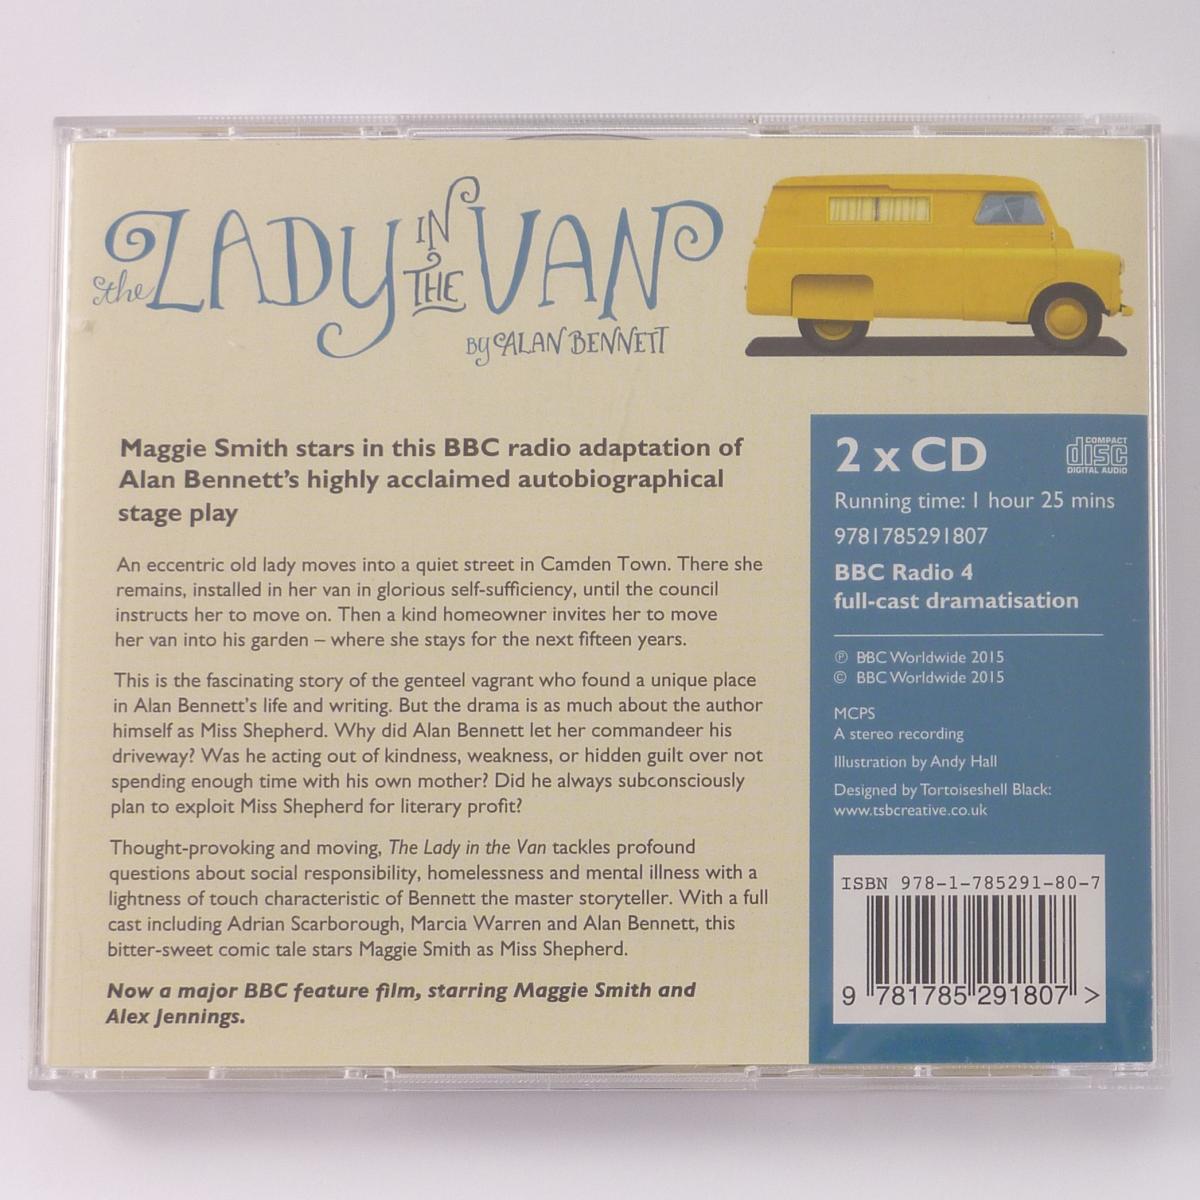 the LADY IN THE VAN
BY ALAN BENNETT
Maggie Smith stars in this BBC radio adaptation of
Alan Bennett's highly acclaimed autobiographical
stage play
An eccentric old lady moves into a quiet street in Camden Town. There she
remains, installed in her van in glorious self-sufficiency, until the council
instructs her to move on. Then a kind homeowner invites her to move
her van into his garden – where she stays for the next fifteen years.
This is the fascinating story of the genteel vagrant who found a unique place
in Alan Bennett's life and writing. But the drama is as much about the author
himself as Miss Shepherd. Why did Alan Bennett let her commandeer his
driveway? Was he acting out of kindness, weakness, or hidden guilt over not
spending enough time with his own mother? Did he always subconsciously
plan to exploit Miss Shepherd for literary profit?
Thought-provoking and moving, The Lady in the Van tackles profound
questions about social responsibility, homelessness and mental illness with a
lightness of touch characteristic of Bennett the master storyteller. With a full
cast including Adrian Scarborough, Marcia Warren and Alan Bennett, this
bitter-sweet comic tale stars Maggie Smith as Miss Shepherd.
Now a major BBC feature film, starring Maggie Smith and
Alex Jennings.
2 x CD
COMPACT
disc
DIGITAL AUDIO
Running time: 1 hour 25 mins
9781785291807
BBC Radio 4
full-cast dramatisation
℗ BBC Worldwide 2015
© BBC Worldwide 2015
MCPS
A stereo recording
Illustration by Andy Hall
Designed by Tortoiseshell Black:
www.tsbcreative.co.uk
ISBN 978-1-785291-80-7
9 781785 291807 >